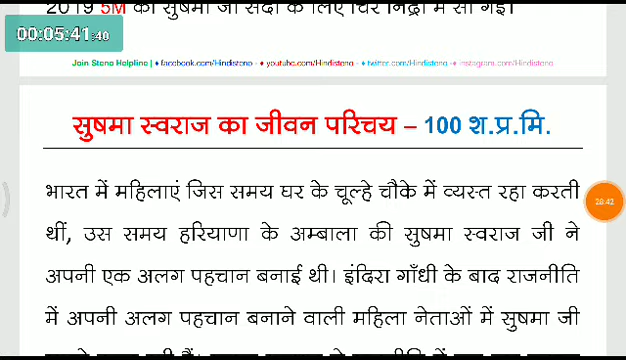 2019 5M को सुषमा जी सदा के लिए चिर निद्रा में सो गई।
00:05:41:40
Join Steno Helpline | ♦ facebook.com/Hindisteno - ♦ youtube.com/Hindisteno - ♦ twitter.com/Hindisteno -♦ instagram.com/Hindisteno
सुषमा स्वराज का जीवन परिचय – 100 श.प्र.मि.
भारत में महिलाएं जिस समय घर के चूल्हे चौके में व्यस्त रहा करती
थीं, उस समय हरियाणा के अम्बाला की सुषमा स्वराज जी ने
अपनी एक अलग पहचान बनाई थी। इंदिरा गाँधी के बाद राजनीति
में अपनी अलग पहचान बनाने वाली महिला नेताओं में सुषमा जी